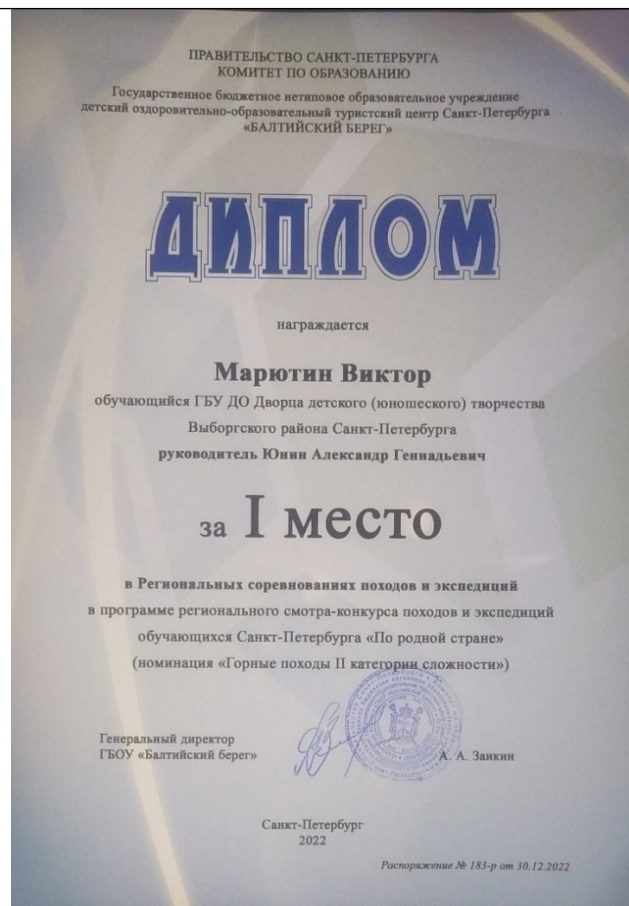 ПРАВИТЕЛЬСТВО САНКТ-ПЕТЕРБУРГА
КОМИТЕТ ПО ОБРАЗОВАНИЮ
Государственное бюджетное нетиповое образовательное учреждение
детский оздоровительно-образовательный туристский центр Санкт-Петербурга
«БАЛТИЙСКИЙ БЕРЕГ»
ДИПЛОМ
награждается
Марютин Виктор
обучающийся ГБУ ДО Дворца детского (юношеского) творчества
Выборгского района Санкт-Петербурга
руководитель Юнин Александр Геннадьевич
за I место
в Региональных соревнованиях походов и экспедиций
в программе регионального смотра-конкурса походов и экспедиций
обучающихся Санкт-Петербурга «По родной стране»
(номинация «Горные походы II категории сложности»)
Генеральный директор
ГБОУ «Балтийский берег»
А. А. Заикин
Санкт-Петербург
2022
Распоряжение № 183-р от 30.12.2022